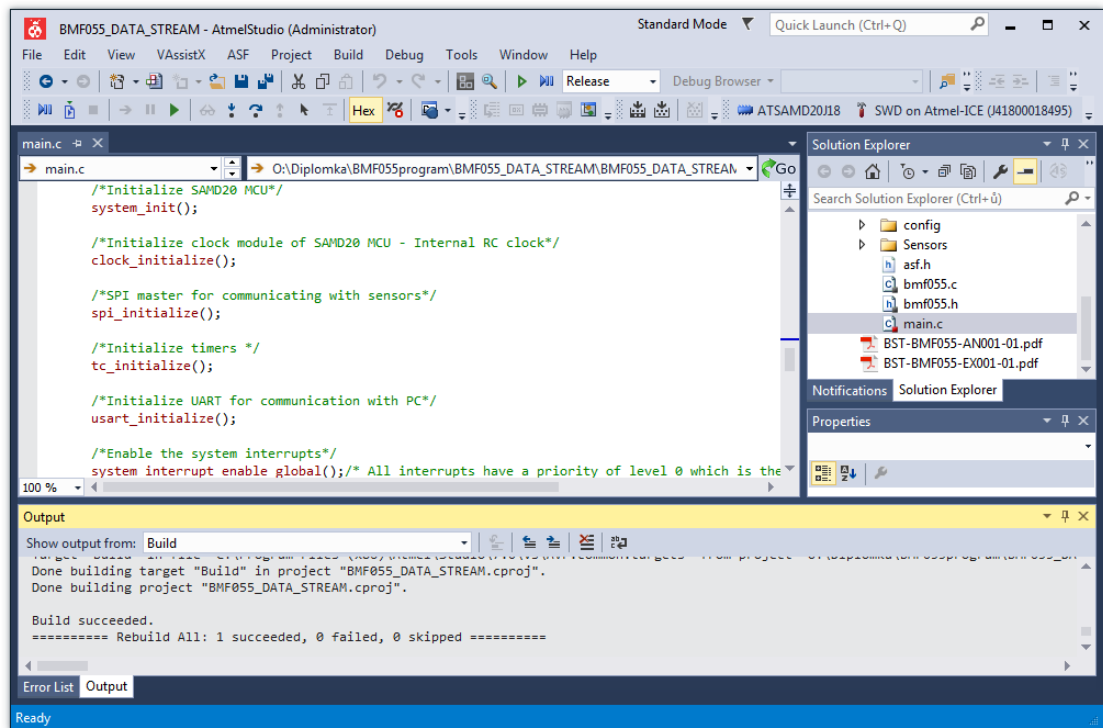 BMF055_DATA_STREAM - AtmelStudio (Administrator)
Standard Mode
Quick Launch (Ctrl+Q)
File Edit View VAssistX ASF Project Build Debug Tools Window Help
Release
Debug Browser
Hex
ATSAMD20J18
SWD on Atmel-ICE (J41800018495)
main.c
main.c
O:\Diplomka\BMF055program\BMF055_DATA_STREAM\BMF055_DATA_STREAM
Go
/*Initialize SAMD20 MCU*/
system_init();
/*Initialize clock module of SAMD20 MCU - Internal RC clock*/
clock_initialize();
/*SPI master for communicating with sensors*/
spi_initialize();
/*Initialize timers */
tc_initialize();
/*Initialize UART for communication with PC*/
usart_initialize();
/*Enable the system interrupts*/
system_interrupt_enable_global();/* All interrupts have a priority of level 0 which is the
100 %
Solution Explorer
Search Solution Explorer (Ctrl+ů)
config
Sensors
asf.h
bmf055.c
bmf055.h
main.c
BST-BMF055-AN001-01.pdf
BST-BMF055-EX001-01.pdf
Notifications Solution Explorer
Properties
Output
Show output from: Build
Done building target "Build" in project "BMF055_DATA_STREAM.cproj".
Done building project "BMF055_DATA_STREAM.cproj".
Build succeeded.
========== Rebuild All: 1 succeeded, 0 failed, 0 skipped ==========
Error List Output
Ready